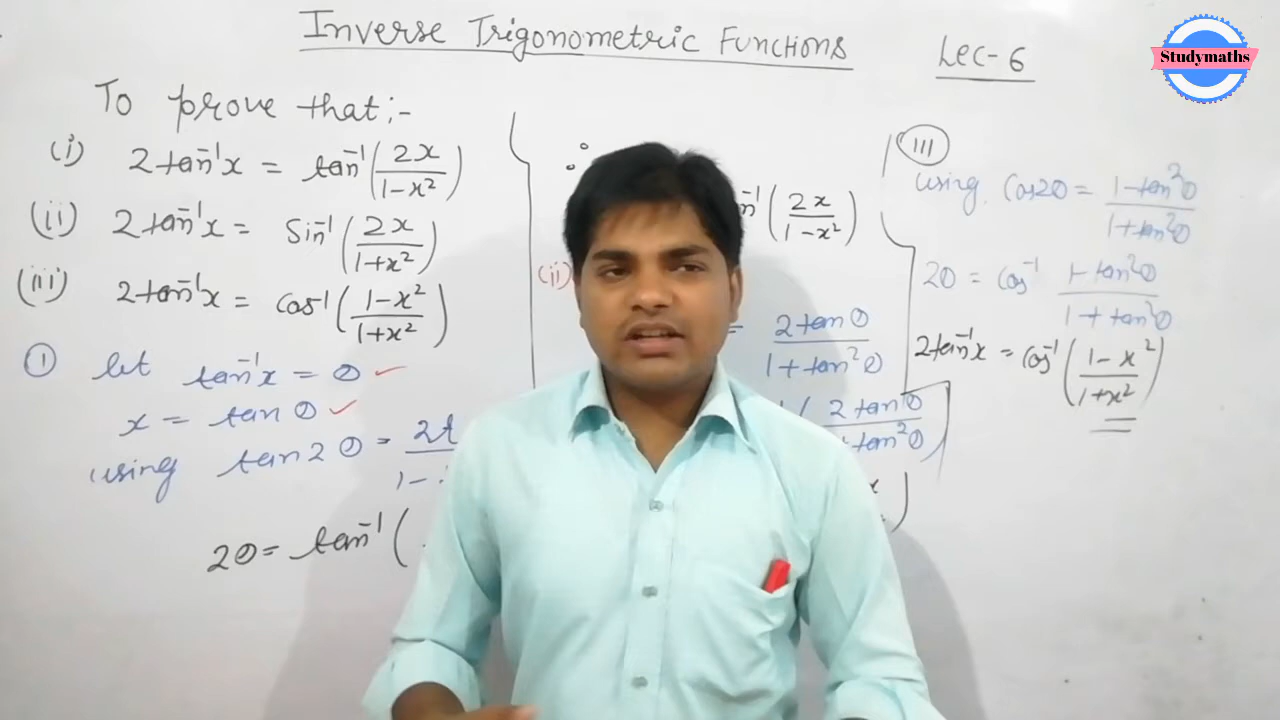 Inverse Trigonometric Functions Lec-6
Studymaths
To prove that :-
(i) 2tan⁻¹x = tan⁻¹(2x/(1-x²))
(ii) 2tan⁻¹x = Sin⁻¹(2x/(1+x²))
(iii) 2tan⁻¹x = Cos⁻¹((1-x²)/(1+x²))
① let tan⁻¹x = θ ✓
x = tan θ ✓
using tan2θ = 2t
1-
2θ = tan⁻¹(
∴
(2x/(1-x²))
(ii)
= 2tanθ/(1+tan²θ)
2tanθ
tan²θ
x
III
using Cos2θ = (1-tan²θ)/(1+tan²θ)
2θ = Cos⁻¹ (1-tan²θ)/(1+tan²θ)
2tan⁻¹x = Cos⁻¹((1-x²)/(1+x²))